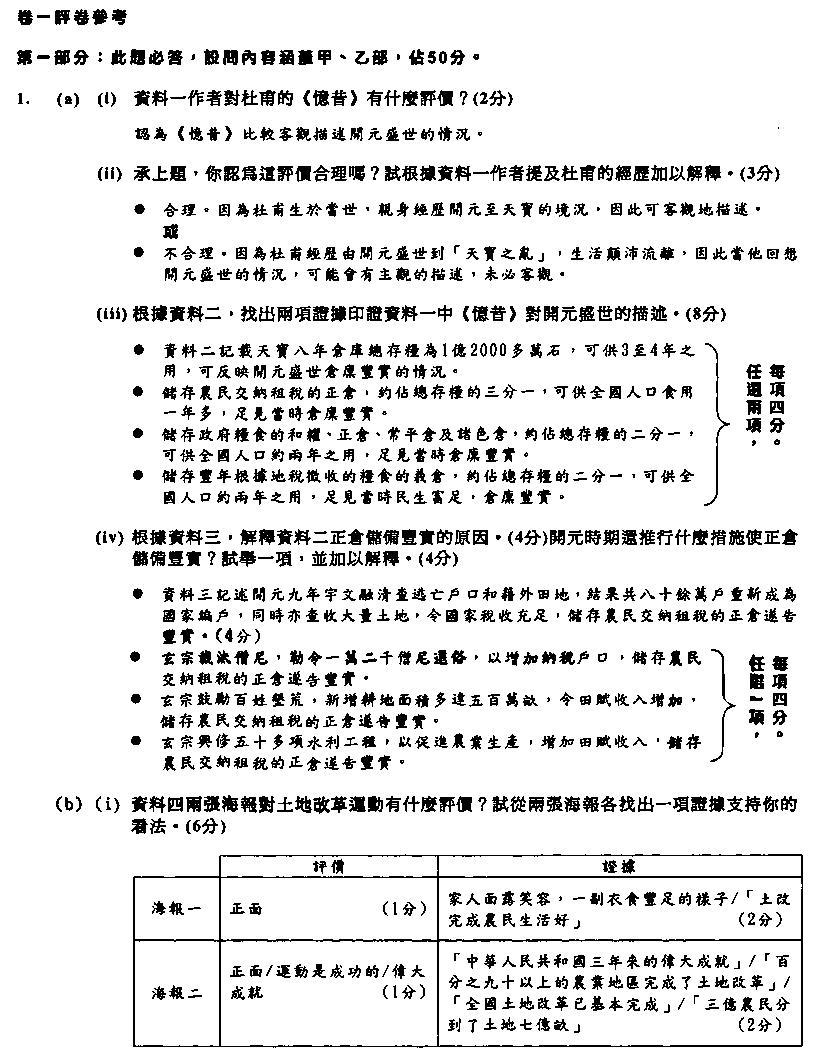 卷一評卷參考
第一部分：此題必答，設問內容涵蓋甲、乙部，佔50分。
1. (a) (i) 資料一作者對杜甫的《憶昔》有什麼評價？(2分)
認為《憶昔》比較客觀描述開元盛世的情況。
(ii) 承上題，你認為這評價合理嗎？試根據資料一作者提及杜甫的經歷加以解釋。(3分)
● 合理。因為杜甫生於當世，親身經歷開元至天寶的境況，因此可客觀地描述。
或
● 不合理。因為杜甫經歷由開元盛世到「天寶之亂」，生活顛沛流離，因此當他回想
開元盛世的情況，可能會有主觀的描述，未必客觀。
(iii) 根據資料二，找出兩項證據印證資料一中《憶昔》對開元盛世的描述。(8分)
● 資料二記載天寶八年倉庫總存糧為1億2000多萬石，可供3至4年之
用，可反映開元盛世倉廩豐實的情況。
● 儲存農民交納租稅的正倉，約佔總存糧的三分一，可供全國人口食用
一年多，足見當時倉廩豐實。
● 儲存政府糧食的和糴、正倉、常平倉及諸色倉，約佔總存糧的二分一，
可供全國人口約兩年之用，足見當時倉廩豐實。
● 儲存豐年根據地稅徵收的糧食的義倉，約佔總存糧的二分一，可供全
國人口約兩年之用，足見當時民生富足，倉廩豐實。
每項四分。
任選兩項，
(iv) 根據資料三，解釋資料二正倉儲備豐實的原因。(4分)開元時期還推行什麼措施使正倉
儲備豐實？試舉一項，並加以解釋。(4分)
● 資料三記述開元九年宇文融清查逃亡戶口和籍外田地，結果共八十餘萬戶重新成為
國家編戶，同時亦查收大量土地，令國家稅收充足，儲存農民交納租稅的正倉遂告
豐實。(4分)
● 玄宗裁汰僧尼，勒令一萬二千僧尼還俗，以增加納稅戶口，儲存農民
交納租稅的正倉遂告豐實。
● 玄宗鼓勵百姓墾荒，新增耕地面積多達五百萬畝，令田賦收入增加，
儲存農民交納租稅的正倉遂告豐實。
● 玄宗興修五十多項水利工程，以促進農業生產，增加田賦收入，儲存
農民交納租稅的正倉遂告豐實。
每項四分。
任選一項，
(b) (i) 資料四兩張海報對土地改革運動有什麼評價？試從兩張海報各找出一項證據支持你的
看法。(6分)
評價 證據
海報一 正面 (1分) 家人面露笑容，一副衣食豐足的樣子/「土改
完成農民生活好」 (2分)
海報二 正面/運動是成功的/偉大
成就 (1分)
「中華人民共和國三年來的偉大成就」/「百
分之九十以上的農業地區完成了土地改革」/
「全國土地改革已基本完成」/「三億農民分
到了土地七億畝」 (2分)